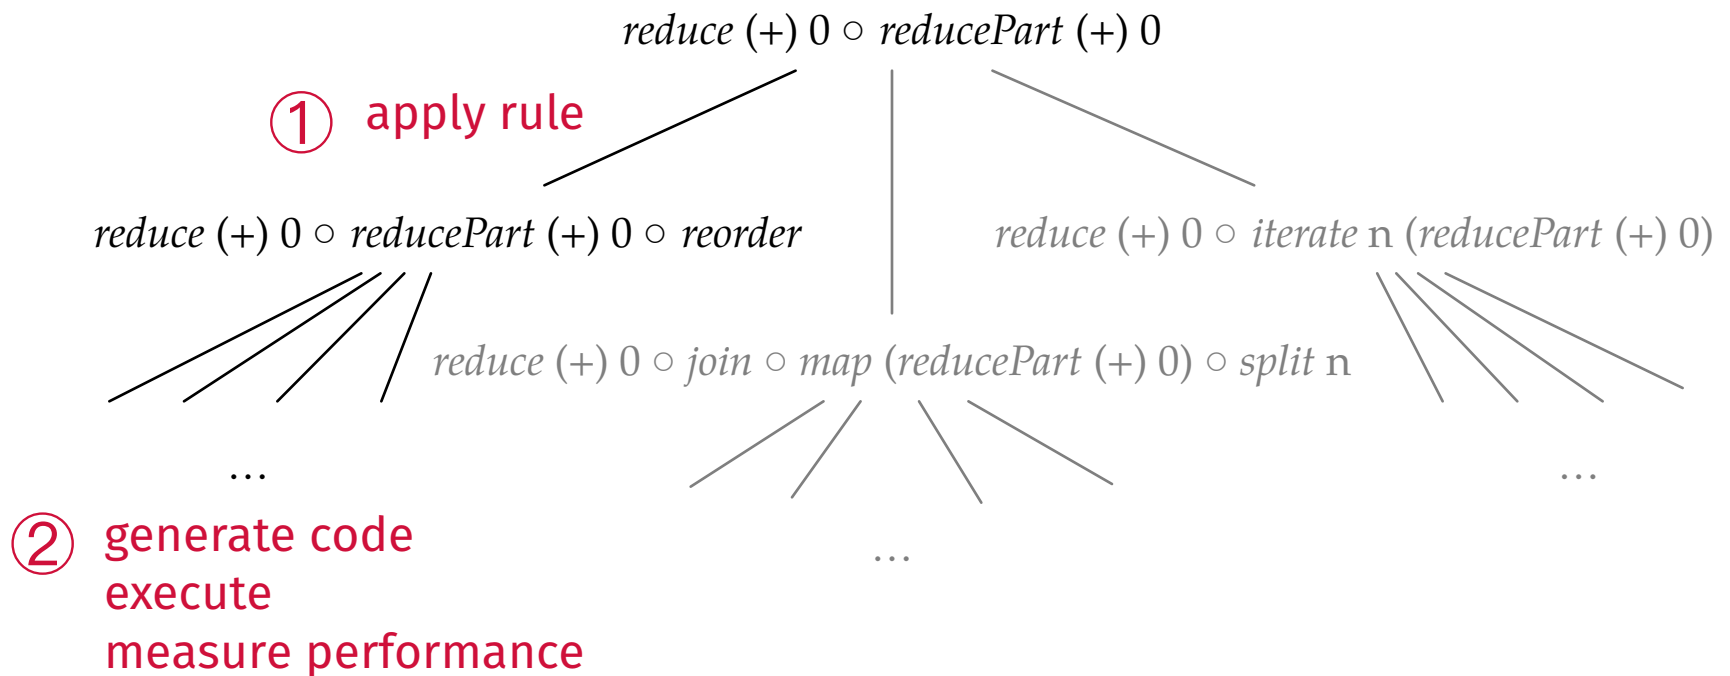 reduce (+) 0 ○ reducePart (+) 0
① apply rule
reduce (+) 0 ○ reducePart (+) 0 ○ reorder
reduce (+) 0 ○ iterate n (reducePart (+) 0)
reduce (+) 0 ○ join ○ map (reducePart (+) 0) ○ split n
...
...
② generate code
execute
measure performance
...